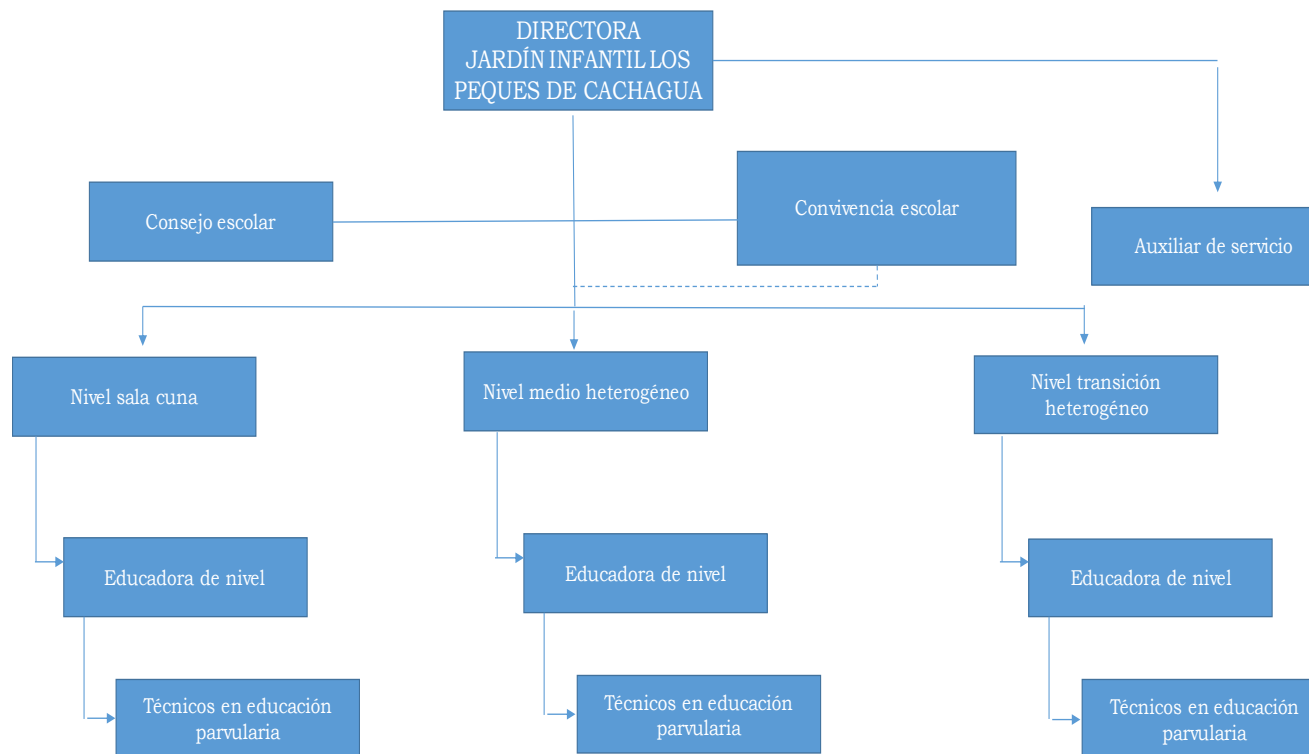 DIRECTORA
JARDÍN INFANTIL LOS
PEQUES DE CACHAGUA
Consejo escolar
Convivencia escolar
Auxiliar de servicio
Nivel sala cuna
Nivel medio heterogéneo
Nivel transición
heterogéneo
Educadora de nivel
Educadora de nivel
Educadora de nivel
Técnicos en educación
parvularia
Técnicos en educación
parvularia
Técnicos en educación
parvularia